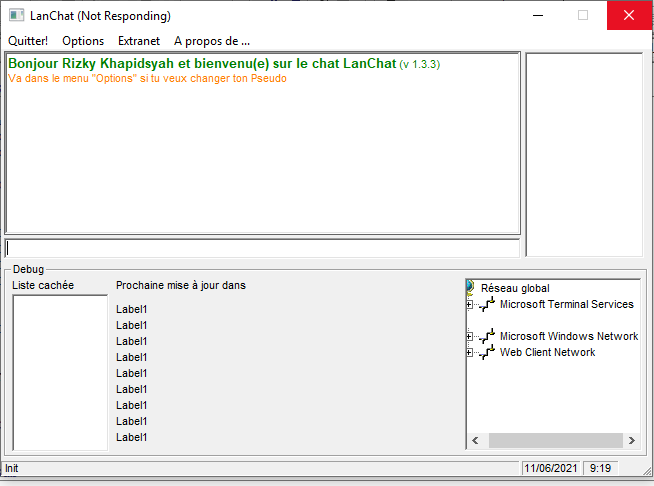 LanChat (Not Responding)
Quitter! Options Extranet A propos de ...
Bonjour Rizky Khapidsyah et bienvenu(e) sur le chat LanChat (v 1.3.3)
Va dans le menu "Options" si tu veux changer ton Pseudo
Debug
Liste cachée
Prochaine mise à jour dans
Label1
Label1
Label1
Label1
Label1
Label1
Label1
Label1
Label1
Réseau global
Microsoft Terminal Services
Microsoft Windows Network
Web Client Network
Init 11/06/2021 9:19